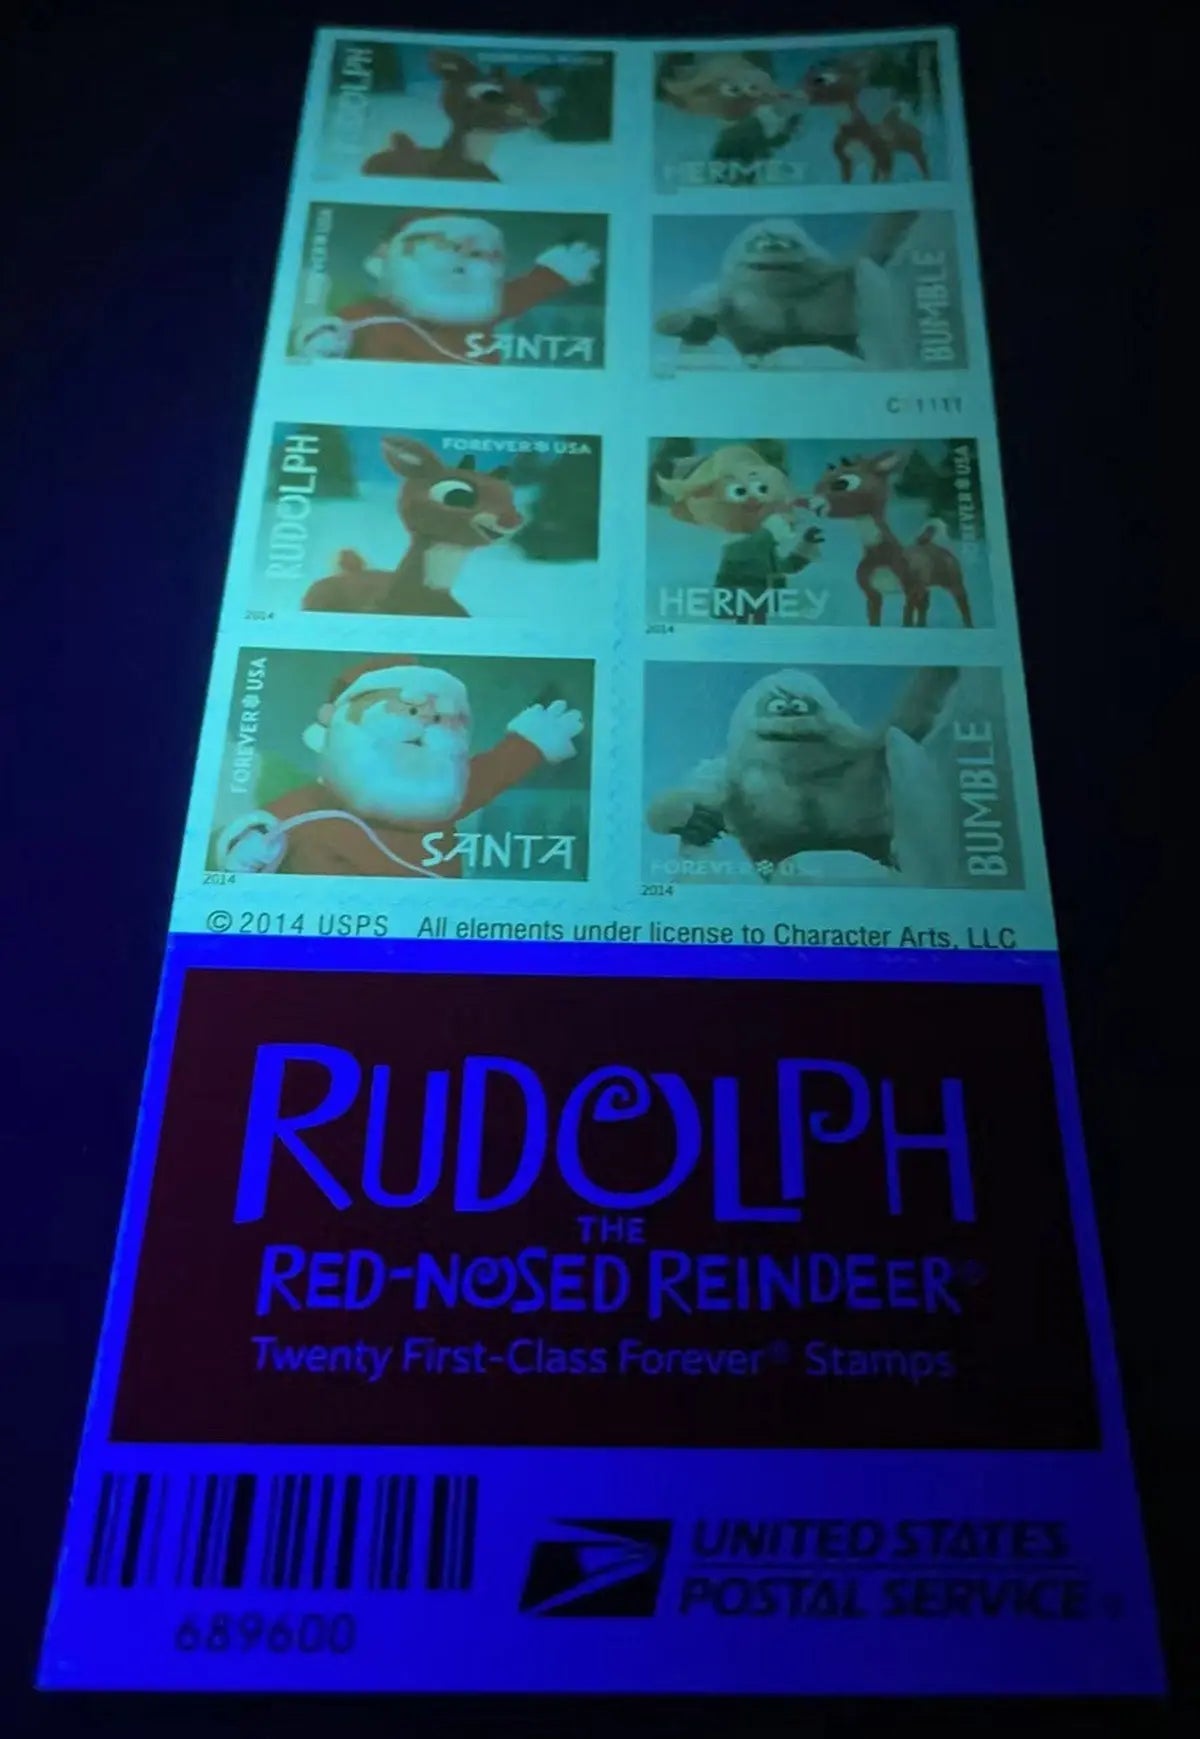 RUDOLPH
HERMEY
FOREVER USA
SANTA
BUMBLE
RUDOLPH
FOREVER USA
2014
HERMEY
FOREVER USA
2014
FOREVER USA
SANTA
2014
BUMBLE
FOREVER USA
2014
© 2014 USPS All elements under license to Character Arts, LLC
RUDOLPH
THE
RED-NOSED REINDEER®
Twenty First-Class Forever® Stamps
689600
UNITED STATES
POSTAL SERVICE®